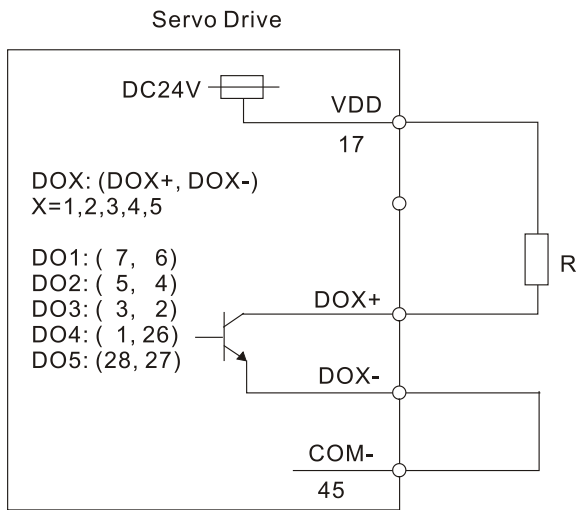 Servo Drive
DC24V
VDD
17
DOX: (DOX+, DOX-)
X=1,2,3,4,5
R
DO1: ( 7, 6)
DO2: ( 5, 4)
DO3: ( 3, 2)
DO4: ( 1, 26)
DO5: (28, 27)
DOX+
DOX-
COM-
45